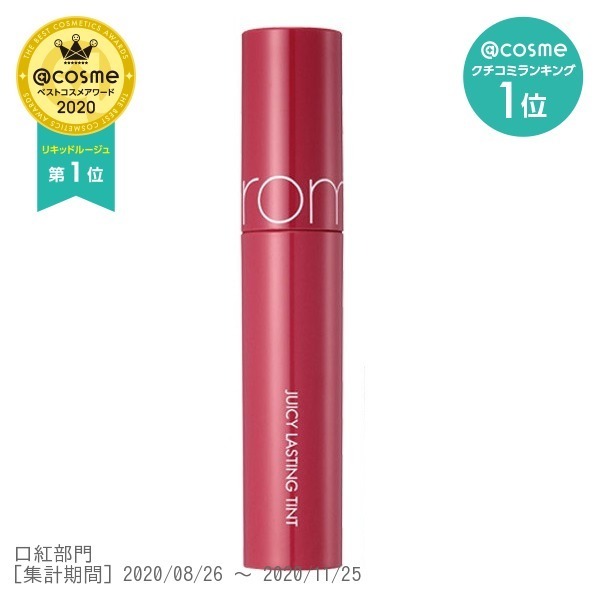 THE BEST COSMETICS AWARDS
@cosme
ベストコスメアワード
2020
THE BEST COSMETICS AWARDS
リキッドルージュ
第1位
@cosme
クチコミランキング
1位
rom
JUICY LASTING TINT
口紅部門
[集計期間] 2020/08/26 ～ 2020/11/25